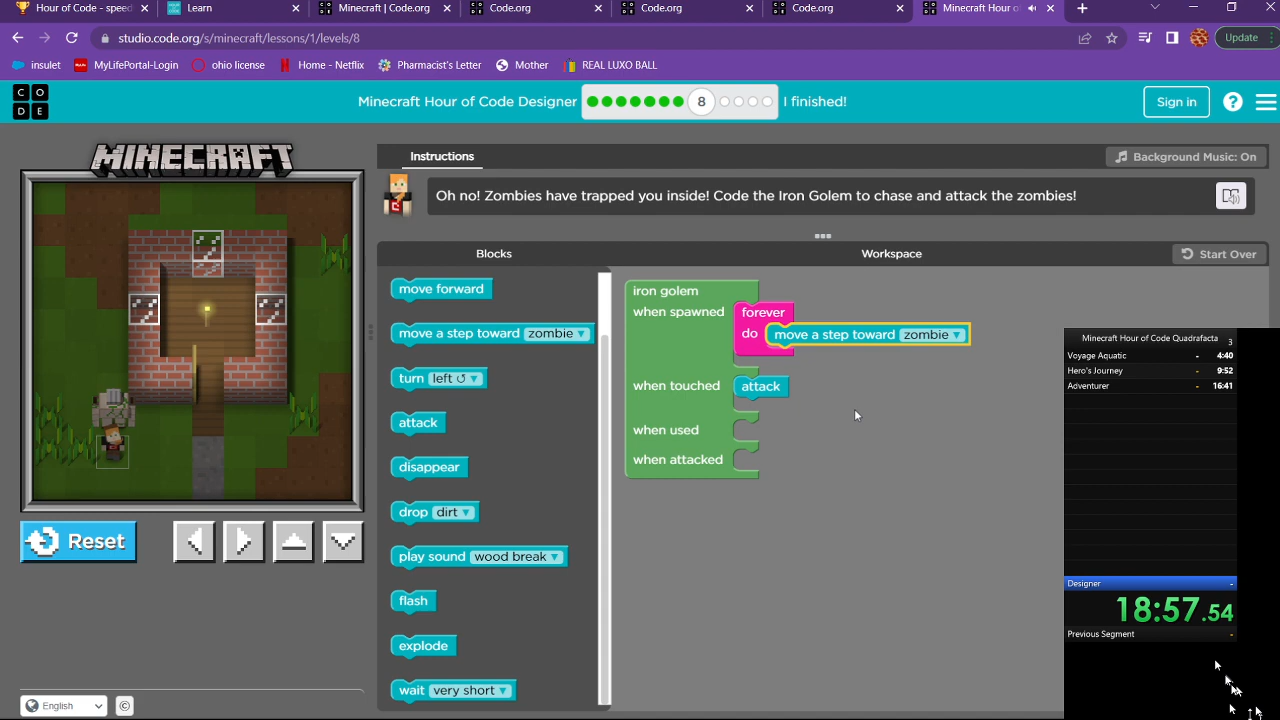 Hour of Code - speed
Learn
Minecraft | Code.org
Code.org
Code.org
Code.org
Minecraft Hour o
studio.code.org/s/minecraft/lessons/1/levels/8
Update
insulet
MyLifePortal-Login
ohio license
Home - Netflix
Pharmacist's Letter
Mother
REAL LUXO BALL
C O
D E
Minecraft Hour of Code Designer
8
I finished!
Sign in
?
MINECRAFT
Instructions
Background Music: On
Oh no! Zombies have trapped you inside! Code the Iron Golem to chase and attack the zombies!
Blocks
Workspace
Start Over
move forward
move a step toward zombie
turn left
attack
disappear
drop dirt
play sound wood break
flash
explode
wait very short
iron golem
when spawned
forever
do
move a step toward zombie
when touched
attack
when used
when attacked
Reset
English
©
Minecraft Hour of Code Quadrafacta 3
Voyage Aquatic - 4:40
Hero's Journey - 9:52
Adventurer - 16:41
Designer -
18:57.54
Previous Segment -